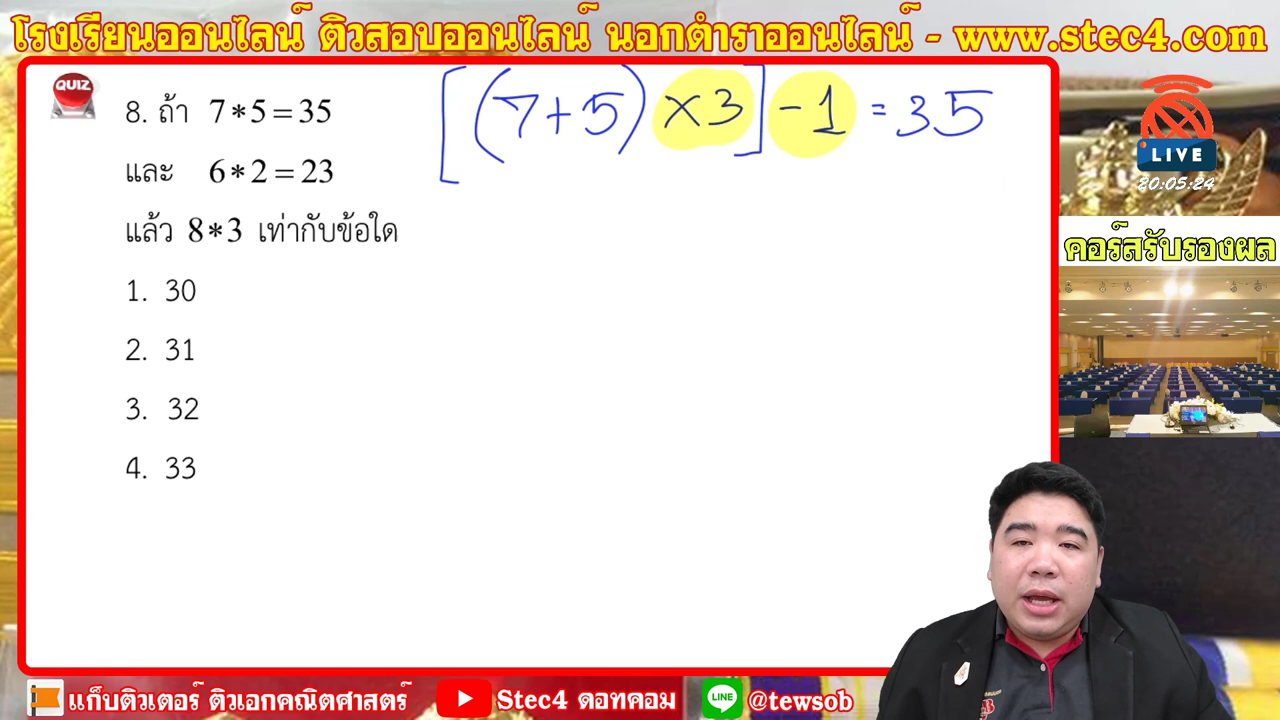 โรงเรียนออนไลน์ ติวสอบออนไลน์ นอกตำราออนไลน์ - www.stec4.com
QUIZ
8. ถ้า 7*5=35
[(7+5)×3]-1=35
และ 6*2=23
แล้ว 8*3 เท่ากับข้อใด
1. 30
2. 31
3. 32
4. 33
LIVE
20:05:24
คอร์สรับรองผล
แก๊บติวเตอร์ ติวเอกคณิตศาสตร์
Stec4 ดอทคอม
LINE @tewsob